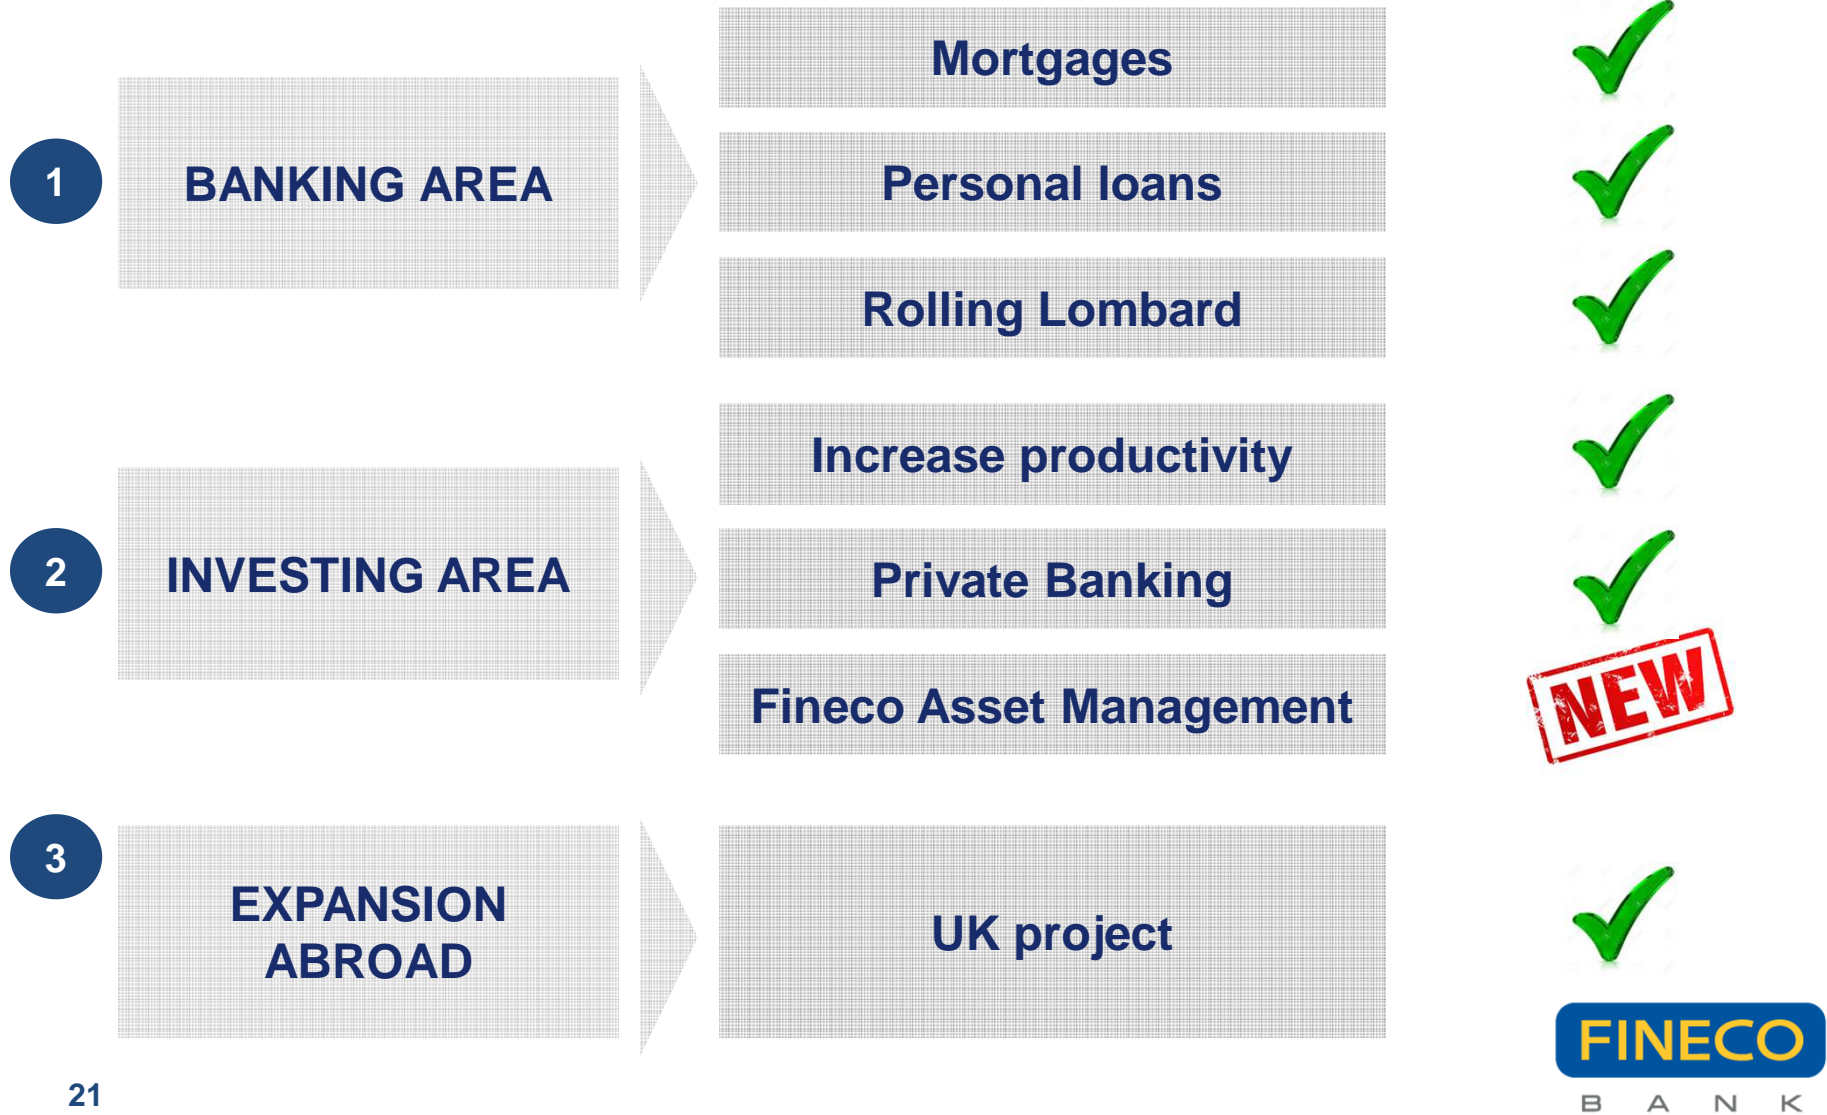 1
BANKING AREA
Mortgages
Personal loans
Rolling Lombard
2
INVESTING AREA
Increase productivity
Private Banking
Fineco Asset Management
NEW
3
EXPANSION
ABROAD
UK project
21
FINECO
BANK